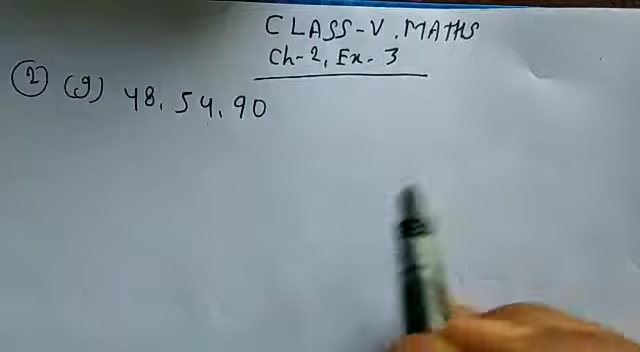 CLASS-V. MATHS
Ch-2, Ex. 3
② (g) 48, 54, 90